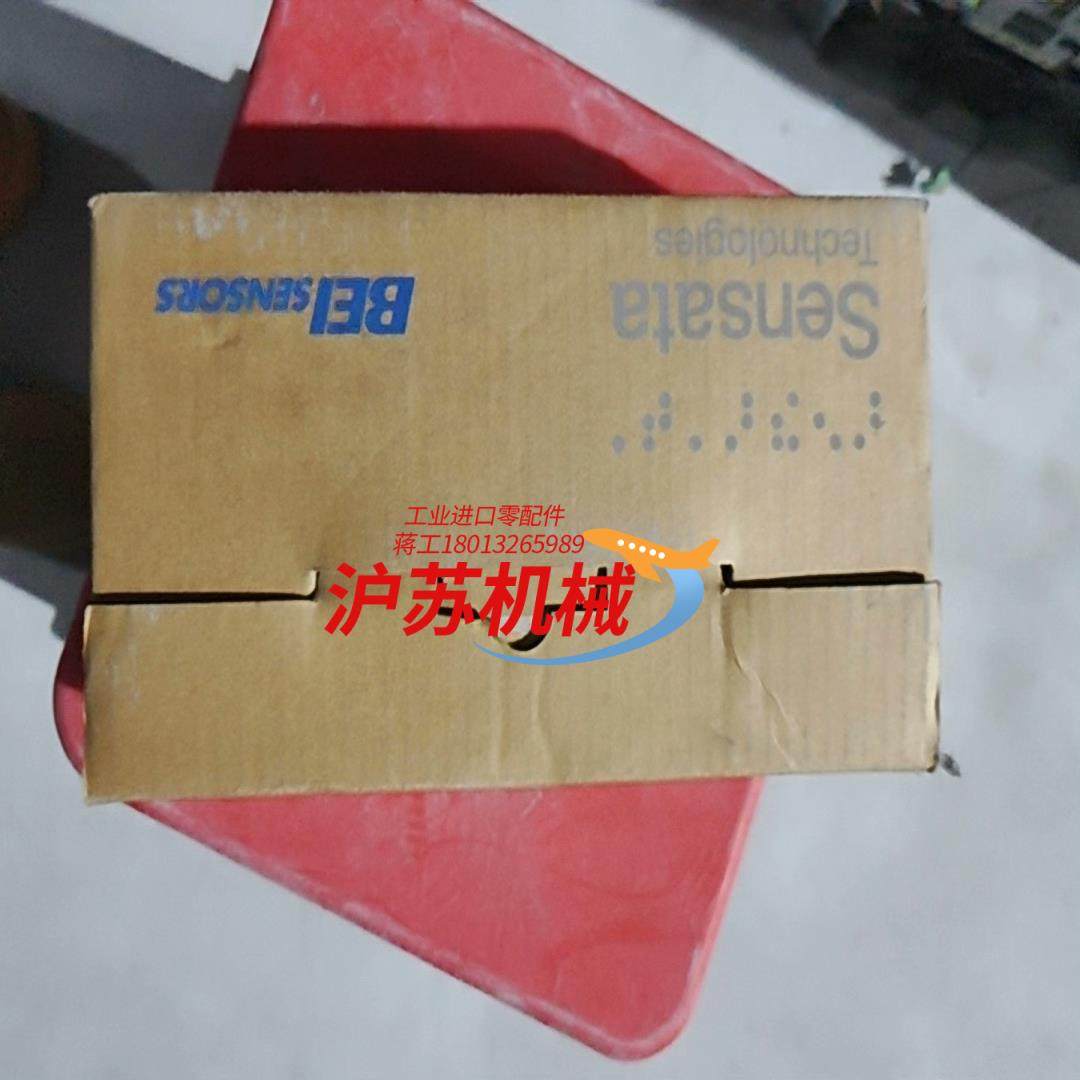 Sensata
Technologies
BEI SENSORS
工业进口零配件
蒋工18013265989
沪苏机械